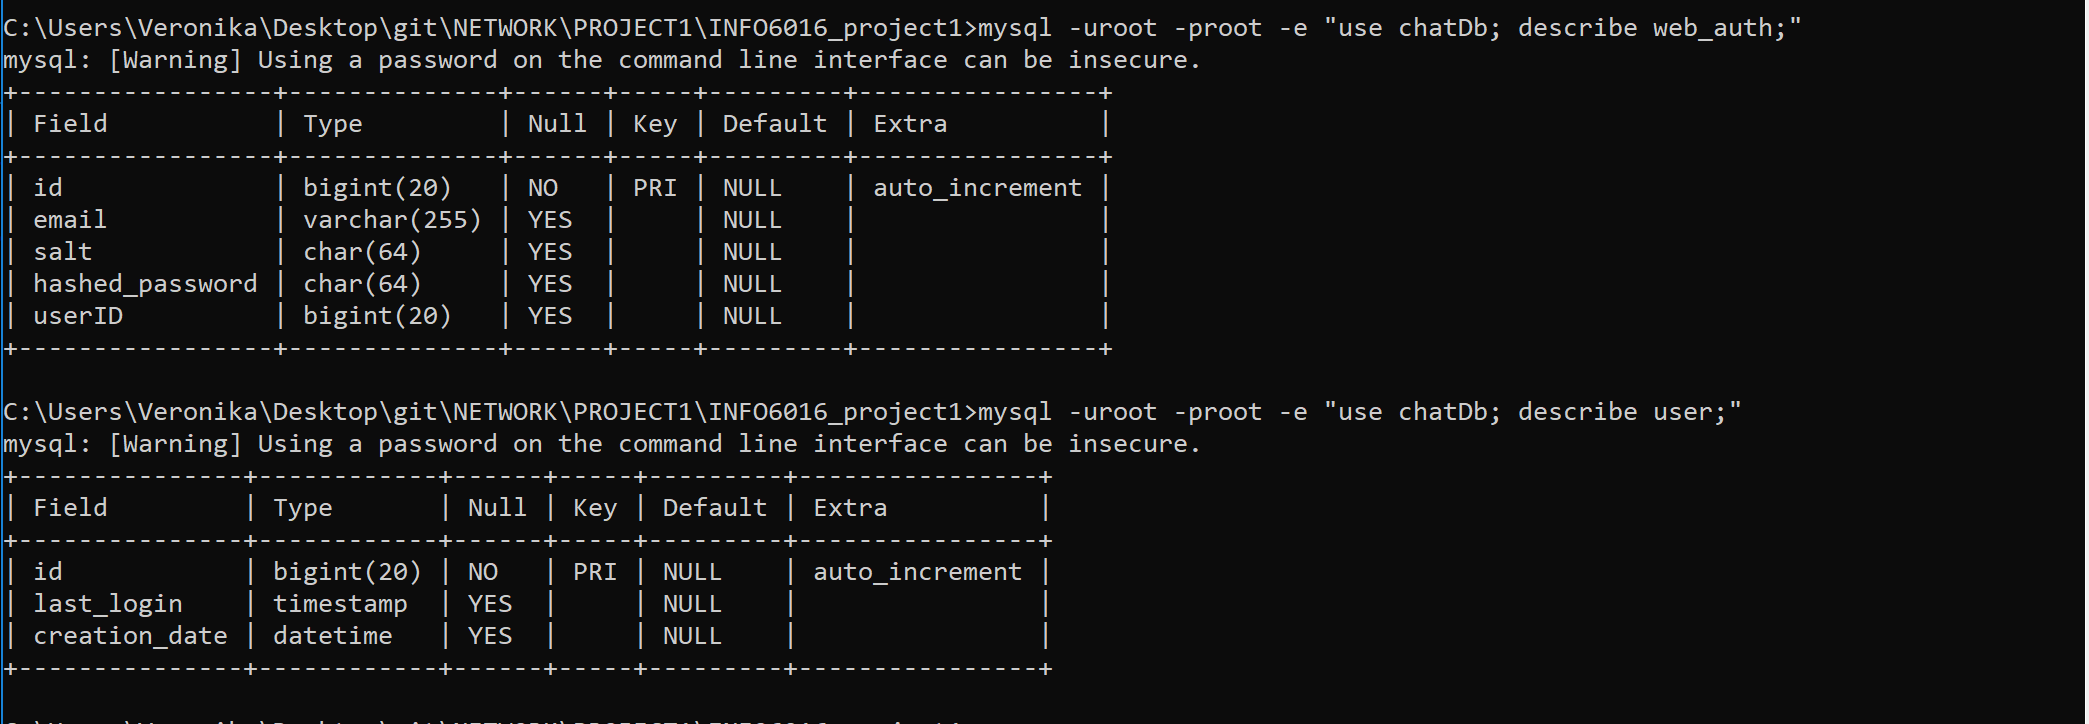 C:\Users\Veronika\Desktop\git\NETWORK\PROJECT1\INFO6016_project1>mysql -uroot -proot -e "use chatDb; describe web_auth;"
mysql: [Warning] Using a password on the command line interface can be insecure.
+-----------------+--------------+------+-----+---------+----------------+
| Field           | Type         | Null | Key | Default | Extra          |
+-----------------+--------------+------+-----+---------+----------------+
| id              | bigint(20)   | NO   | PRI | NULL    | auto_increment |
| email           | varchar(255) | YES  |     | NULL    |                |
| salt            | char(64)     | YES  |     | NULL    |                |
| hashed_password | char(64)     | YES  |     | NULL    |                |
| userID          | bigint(20)   | YES  |     | NULL    |                |
+-----------------+--------------+------+-----+---------+----------------+
C:\Users\Veronika\Desktop\git\NETWORK\PROJECT1\INFO6016_project1>mysql -uroot -proot -e "use chatDb; describe user;"
mysql: [Warning] Using a password on the command line interface can be insecure.
+---------------+------------+------+-----+---------+----------------+
| Field         | Type       | Null | Key | Default | Extra          |
+---------------+------------+------+-----+---------+----------------+
| id            | bigint(20) | NO   | PRI | NULL    | auto_increment |
| last_login    | timestamp  | YES  |     | NULL    |                |
| creation_date | datetime   | YES  |     | NULL    |                |
+---------------+------------+------+-----+---------+----------------+